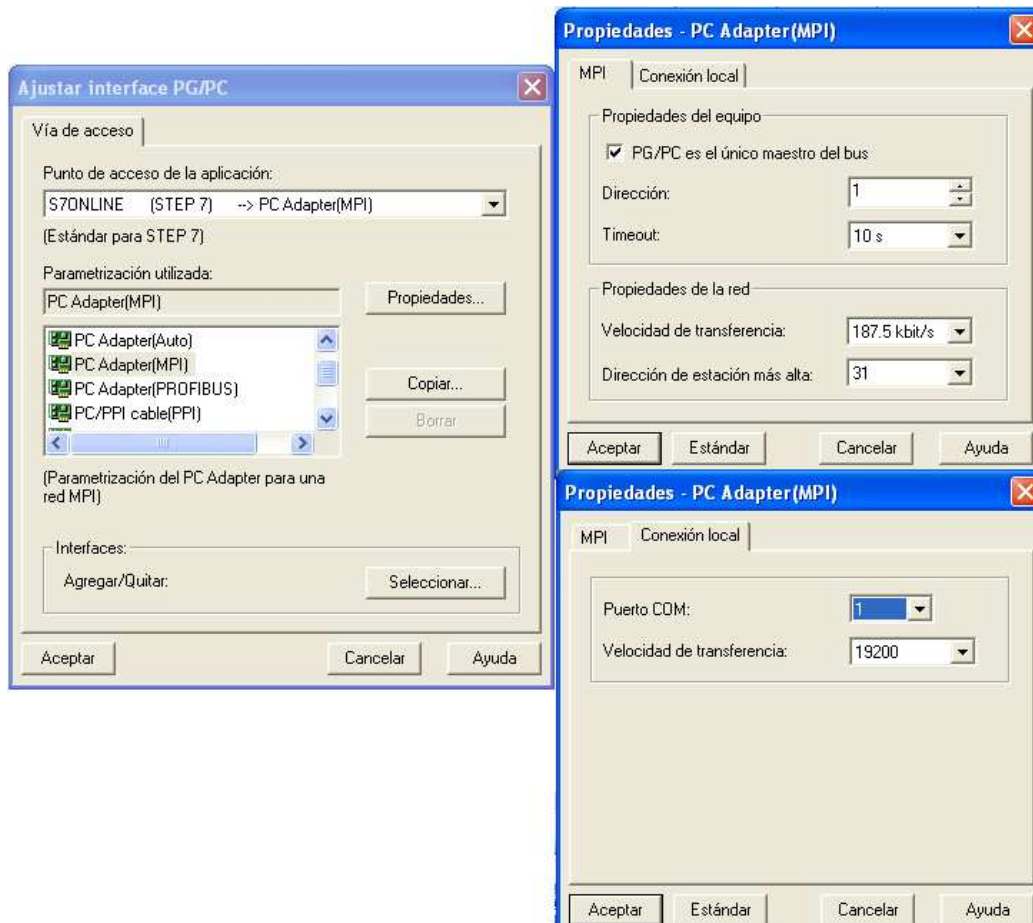 Ajustar interface PG/PC
Vía de acceso
Punto de acceso de la aplicación:
S7ONLINE (STEP 7) --> PC Adapter(MPI)
(Estándar para STEP 7)
Parametrización utilizada:
PC Adapter(MPI)
Propiedades...
PC Adapter(Auto)
PC Adapter(MPI)
PC Adapter(PROFIBUS)
PC/PPI cable(PPI)
Copiar...
Borrar
(Parametrización del PC Adapter para una
red MPI)
Interfaces:
Agregar/Quitar:
Seleccionar...
Aceptar
Cancelar
Ayuda
Propiedades - PC Adapter(MPI)
MPI
Conexión local
Propiedades del equipo
PG/PC es el único maestro del bus
Dirección: 1
Timeout: 10 s
Propiedades de la red
Velocidad de transferencia: 187.5 kbit/s
Dirección de estación más alta: 31
Aceptar
Estándar
Cancelar
Ayuda
Propiedades - PC Adapter(MPI)
MPI
Conexión local
Puerto COM: 1
Velocidad de transferencia: 19200
Aceptar
Estándar
Cancelar
Ayuda